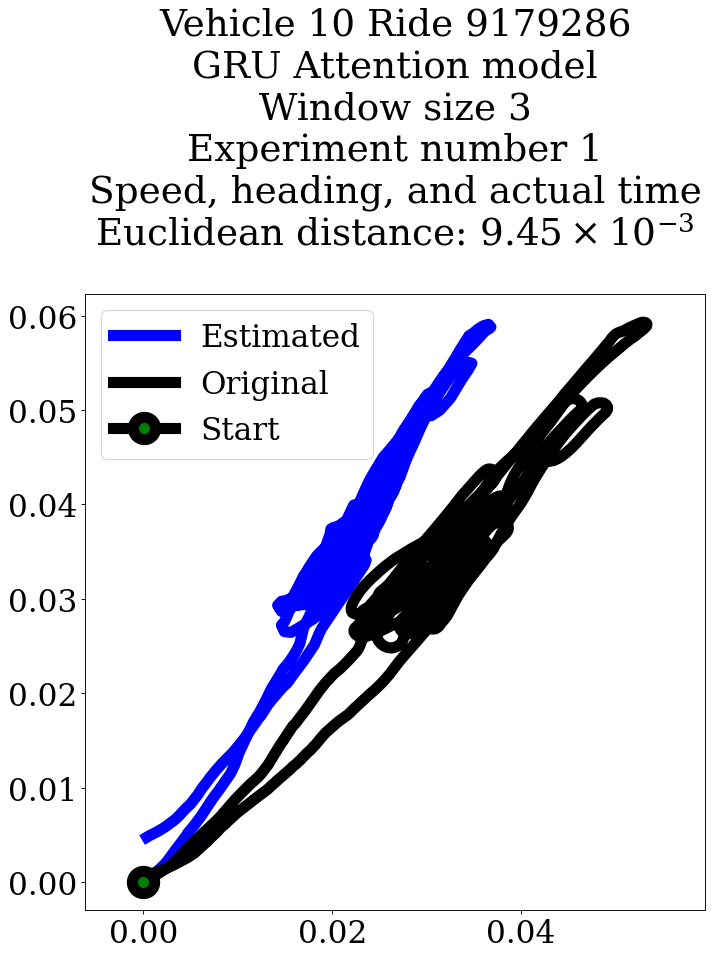 Vehicle 10 Ride 9179286
GRU Attention model
Window size 3
Experiment number 1
Speed, heading, and actual time
Euclidean distance: 9.45 × 10⁻³
0.06
0.05
0.04
0.03
0.02
0.01
0.00
Estimated
Original
Start
0.00 0.02 0.04